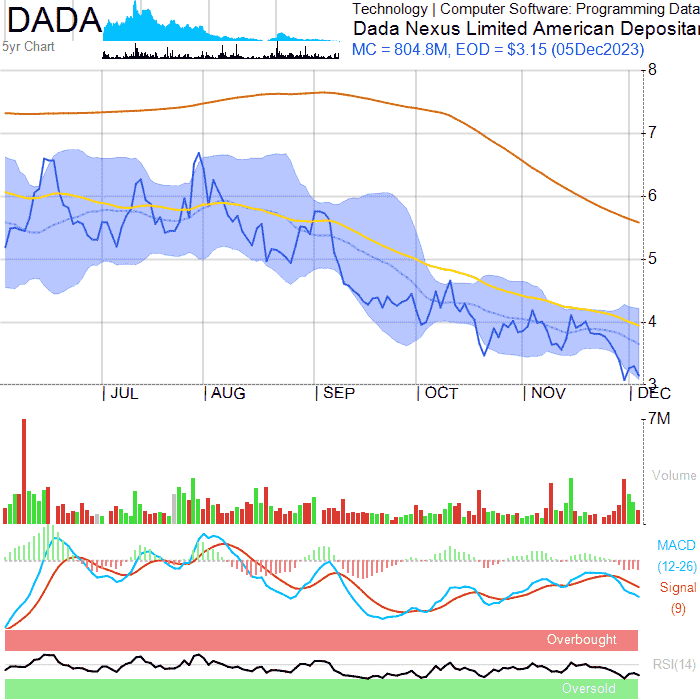 DADA
5yr Chart
Technology | Computer Software: Programming Data
Dada Nexus Limited American Depositar
MC = 804.8M, EOD = $3.15 (05Dec2023)
8
7
6
5
4
3
JUL AUG SEP OCT NOV DEC
7M
Volume
MACD
(12-26)
Signal
(9)
Overbought
RSI(14)
Oversold